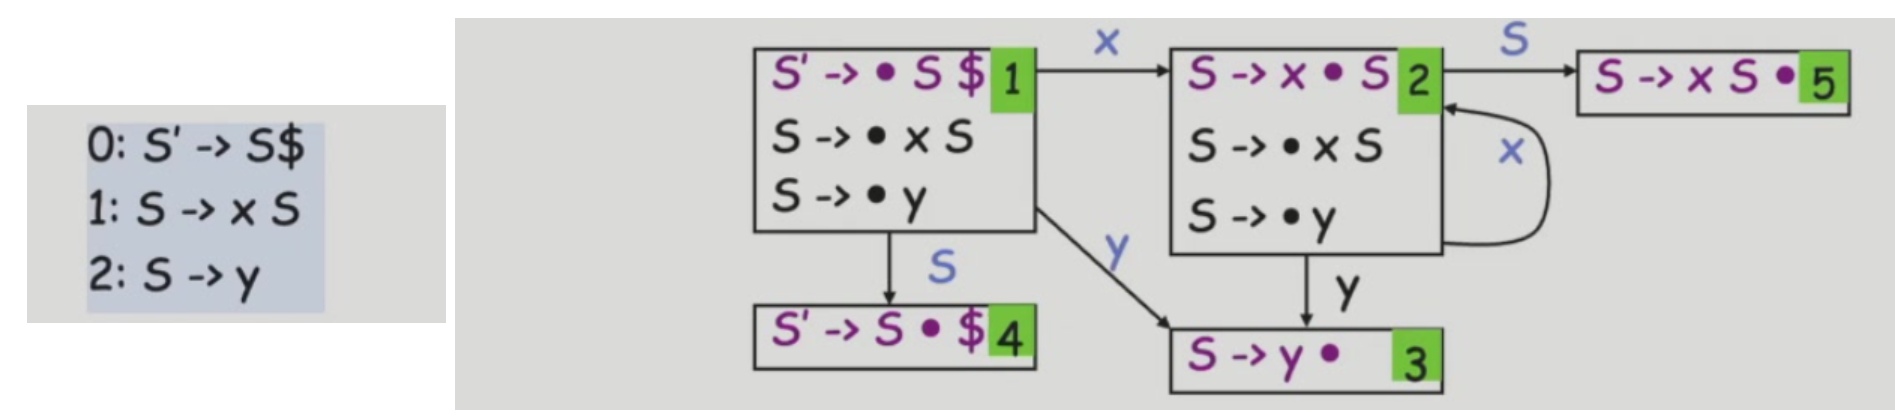 0: S' -> S$
1: S -> x S
2: S -> y
S' -> • S $ 1
S -> • x S
S -> • y
x
S -> x • S 2
S -> • x S
S -> • y
S
S -> x S • 5
x
S
y
y
S' -> S • $ 4
S -> y • 3